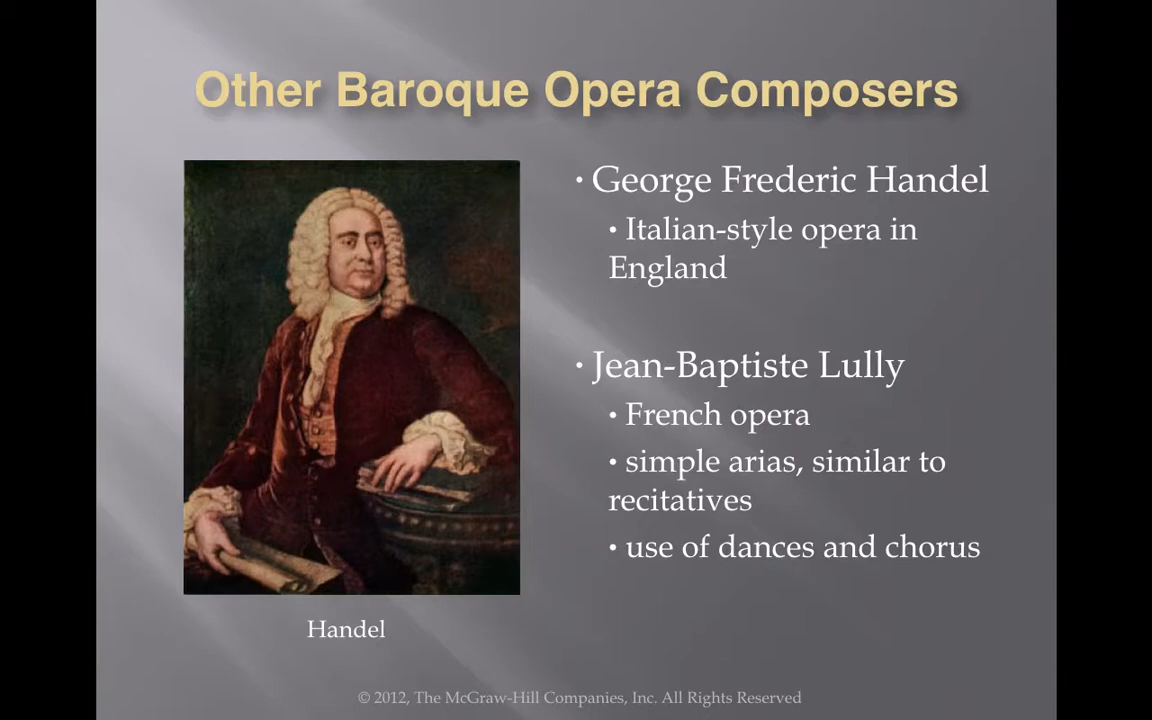 Other Baroque Opera Composers
• George Frederic Handel
• Italian-style opera in
England
• Jean-Baptiste Lully
• French opera
• simple arias, similar to
recitatives
• use of dances and chorus
Handel
© 2012, The McGraw-Hill Companies, Inc. All Rights Reserved